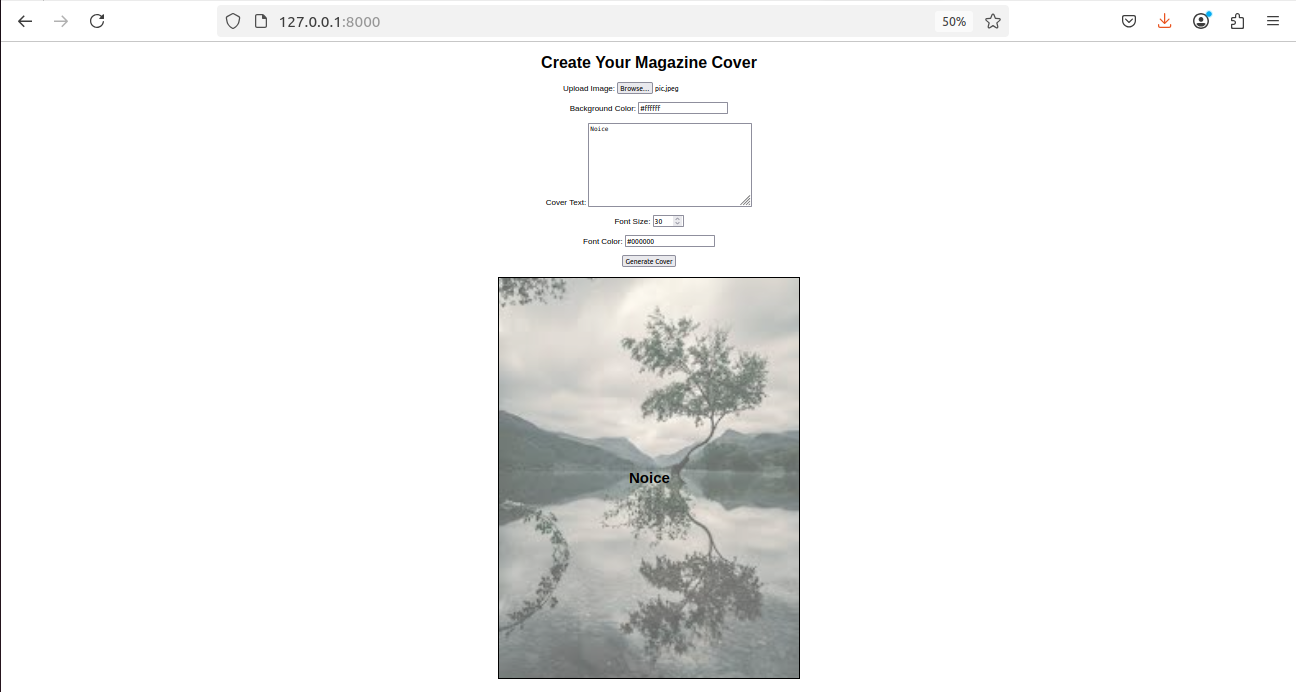 127.0.0.1:8000
50%
Create Your Magazine Cover
Upload Image: Browse... pic.jpeg
Background Color: #ffffff
Noice
Cover Text:
Font Size: 30
Font Color: #000000
Generate Cover
Noice